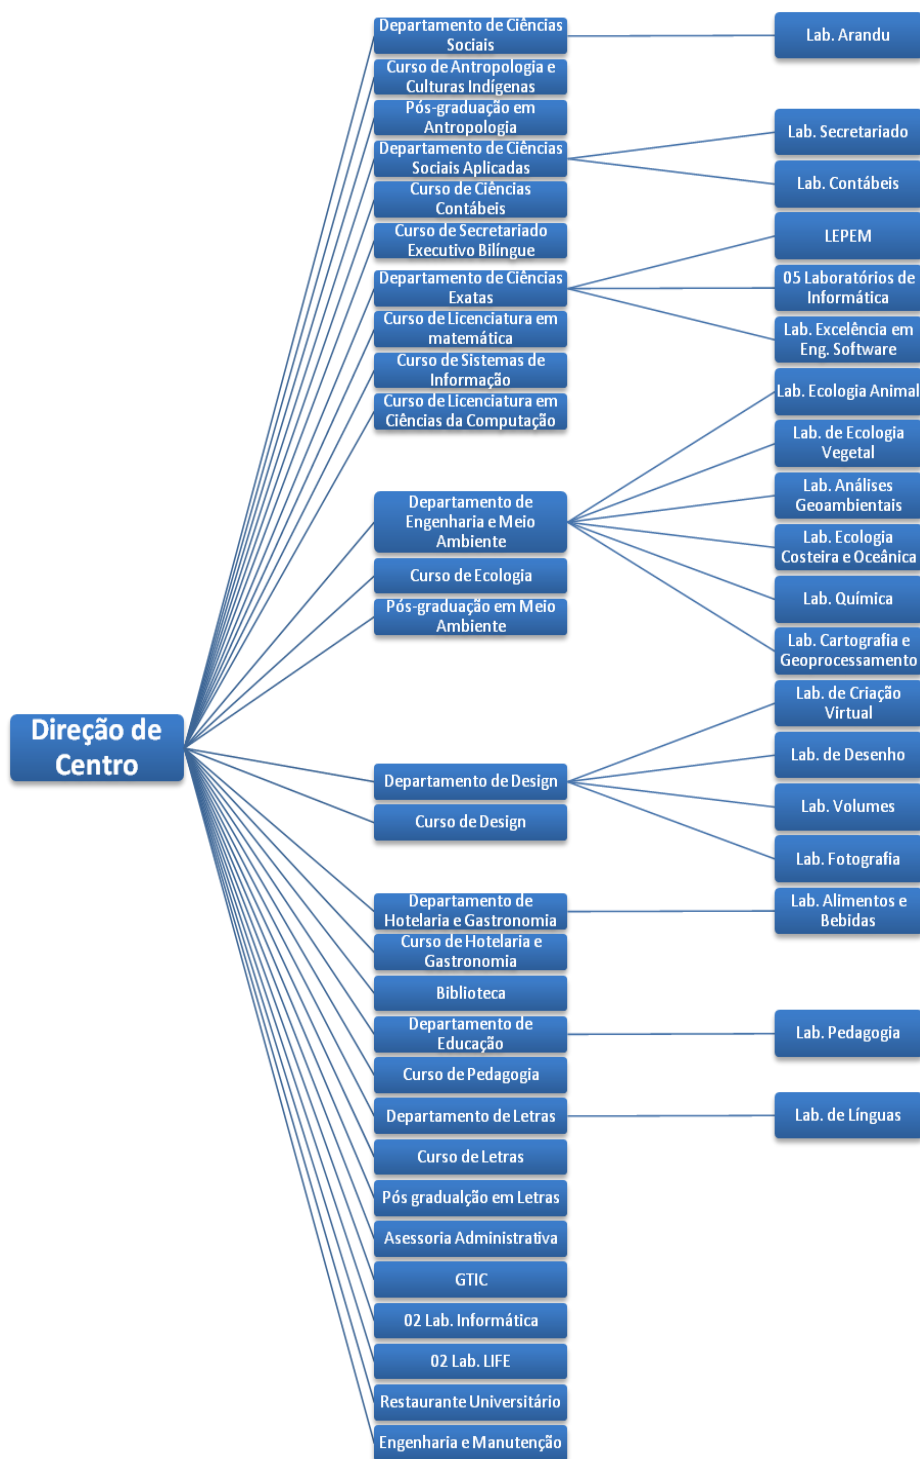 Direção de
Centro
Departamento de Ciências
Sociais
Curso de Antropologia e
Culturas Indígenas
Pós-graduação em
Antropologia
Departamento de Ciências
Sociais Aplicadas
Curso de Ciências
Contábeis
Curso de Secretariado
Executivo Bilíngue
Departamento de Ciências
Exatas
Curso de Licenciatura em
matemática
Curso de Sistemas de
Informação
Curso de Licenciatura em
Ciências da Computação
Departamento de
Engenharia e Meio
Ambiente
Curso de Ecologia
Pós-graduação em Meio
Ambiente
Departamento de Design
Curso de Design
Departamento de
Hotelaria e Gastronomia
Curso de Hotelaria e
Gastronomia
Biblioteca
Departamento de
Educação
Curso de Pedagogia
Departamento de Letras
Curso de Letras
Pós gradualção em Letras
Asessoria Administrativa
GTIC
02 Lab. Informática
02 Lab. LIFE
Restaurante Universitário
Engenharia e Manutenção
Lab. Arandu
Lab. Secretariado
Lab. Contábeis
LEPEM
05 Laboratórios de
Informática
Lab. Excelência em
Eng. Software
Lab. Ecologia Animal
Lab. de Ecologia
Vegetal
Lab. Análises
Geoambientais
Lab. Ecologia
Costeira e Oceânica
Lab. Química
Lab. Cartografia e
Geoprocessamento
Lab. de Criação
Virtual
Lab. de Desenho
Lab. Volumes
Lab. Fotografia
Lab. Alimentos e
Bebidas
Lab. Pedagogia
Lab. de Línguas